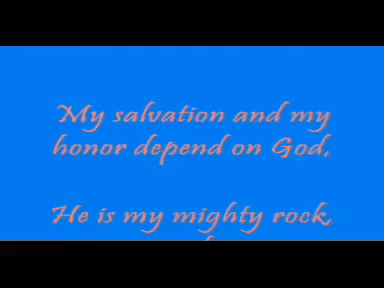 My salvation and my
honor depend on God,
He is my mighty rock.